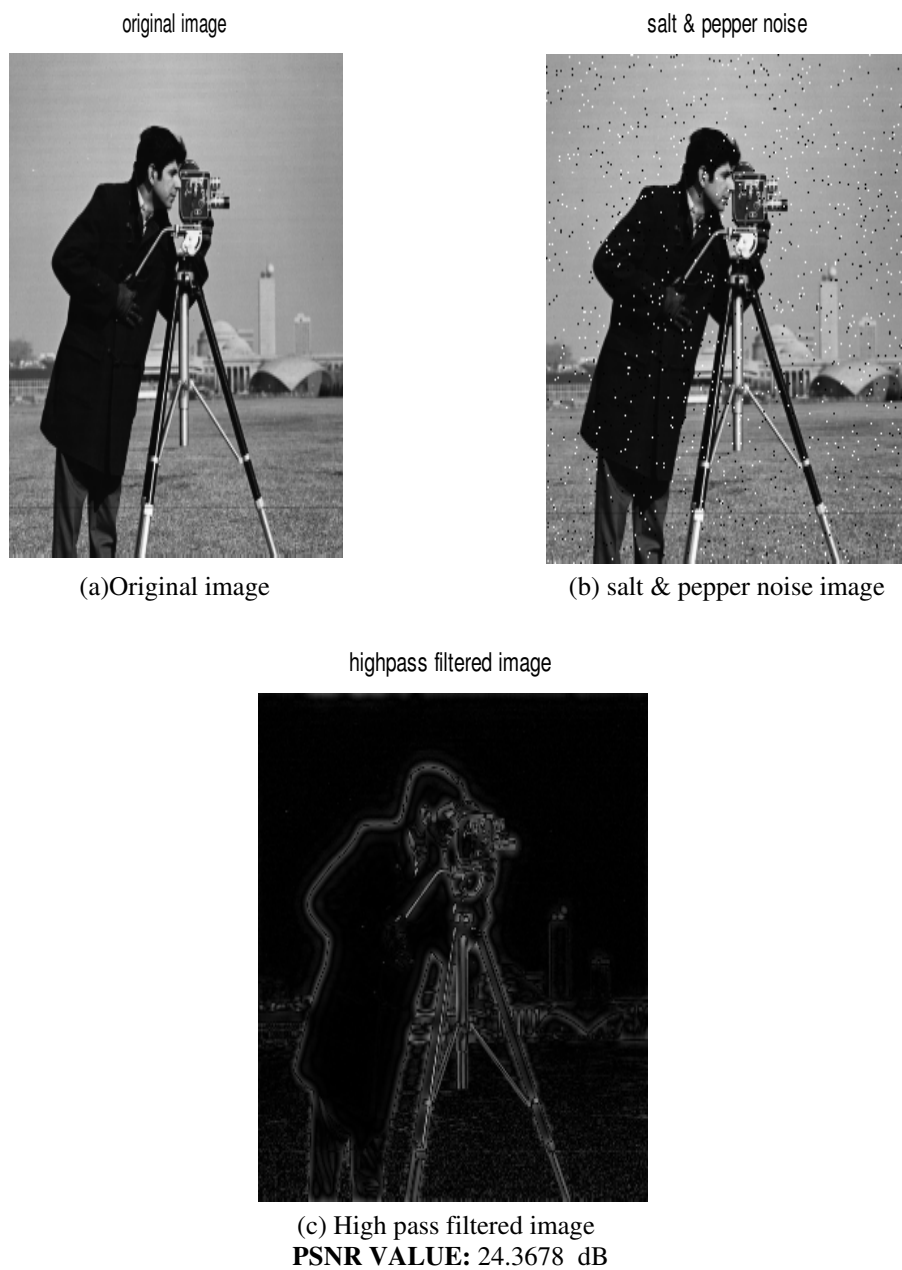 original image
salt & pepper noise
(a)Original image
(b) salt & pepper noise image
highpass filtered image
(c) High pass filtered image
PSNR VALUE: 24.3678 dB